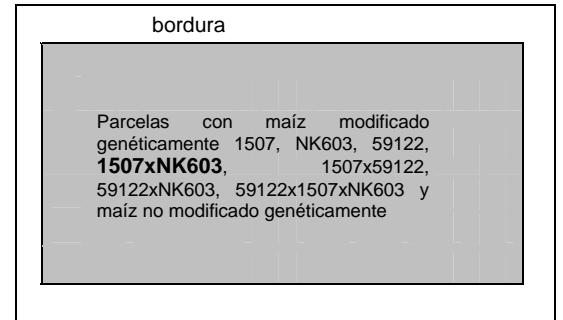 bordura
Parcelas con maíz modificado
genéticamente 1507, NK603, 59122,
1507xNK603, 1507x59122,
59122xNK603, 59122x1507xNK603 y
maíz no modificado genéticamente